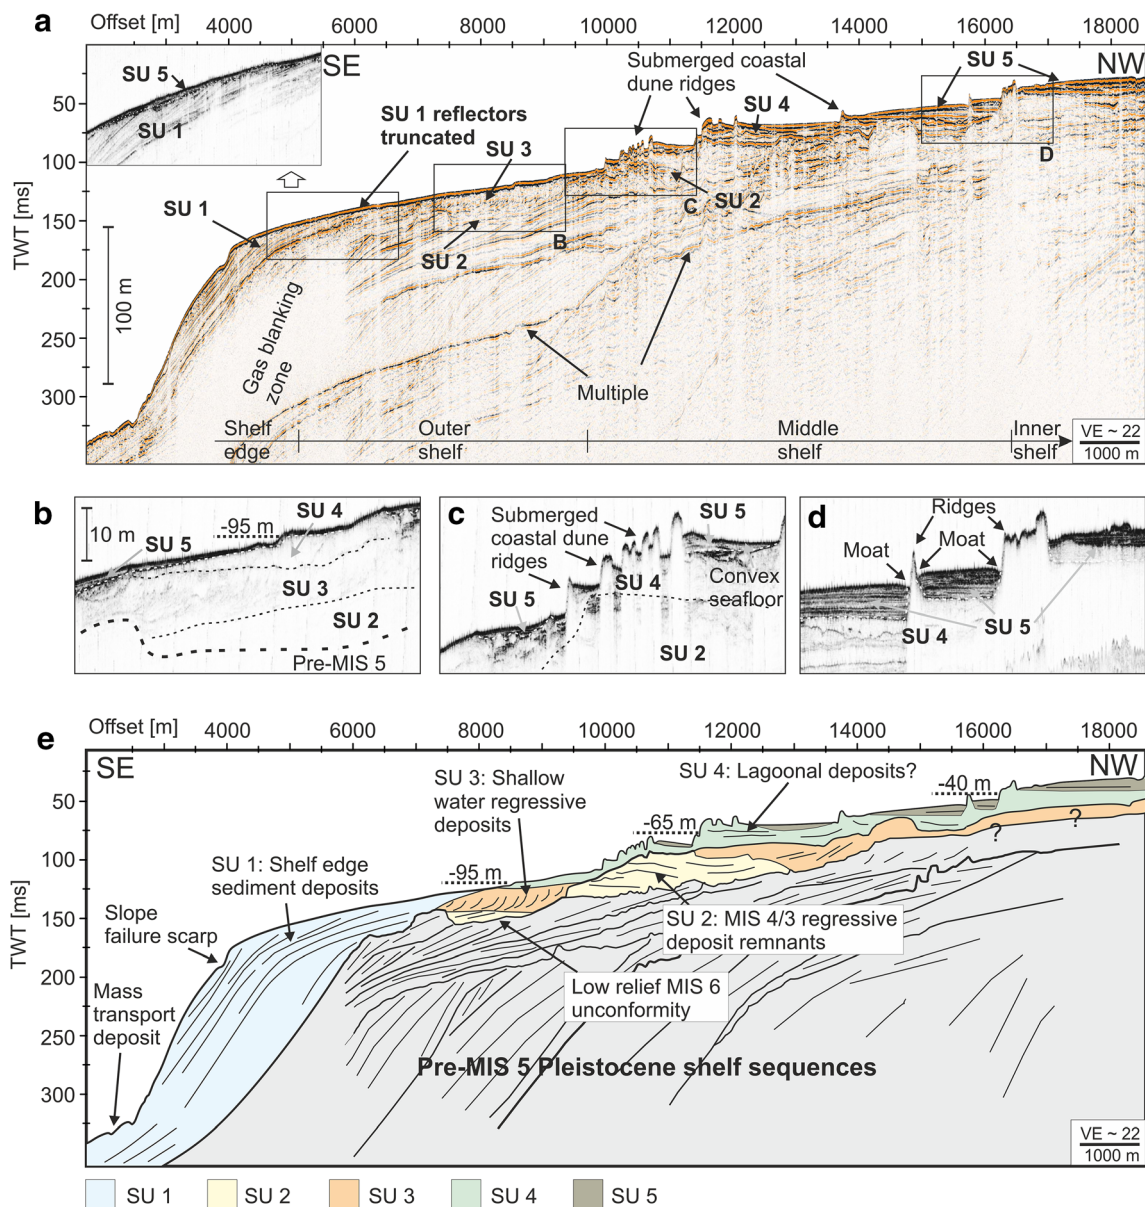 a
Offset [m]
4000
6000
8000
10000
12000
14000
16000
18000
SE
NW
SU 5
SU 1
SU 1 reflectors
truncated
SU 3
Submerged coastal
dune ridges
SU 4
SU 5
SU 1
SU 2
B
C
SU 2
D
TWT [ms]
50
100
150
200
250
300
100 m
Gas blanking
zone
Multiple
Shelf
edge
Outer
shelf
Middle
shelf
Inner
shelf
VE ~ 22
1000 m
b
10 m
-95 m
SU 4
SU 5
SU 3
SU 2
Pre-MIS 5
c
Submerged
coastal dune
ridges
SU 5
SU 4
Convex
seafloor
SU 5
SU 2
d
Ridges
Moat
Moat
SU 4
SU 5
e
Offset [m]
4000
6000
8000
10000
12000
14000
16000
18000
SE
NW
SU 3: Shallow
water regressive
deposits
SU 4: Lagoonal deposits?
-40 m
-65 m
-95 m
SU 1: Shelf edge
sediment deposits
Slope
failure scarp
Mass
transport
deposit
SU 2: MIS 4/3 regressive
deposit remnants
Low relief MIS 6
unconformity
?
?
Pre-MIS 5 Pleistocene shelf sequences
TWT [ms]
50
100
150
200
250
300
VE ~ 22
1000 m
SU 1
SU 2
SU 3
SU 4
SU 5